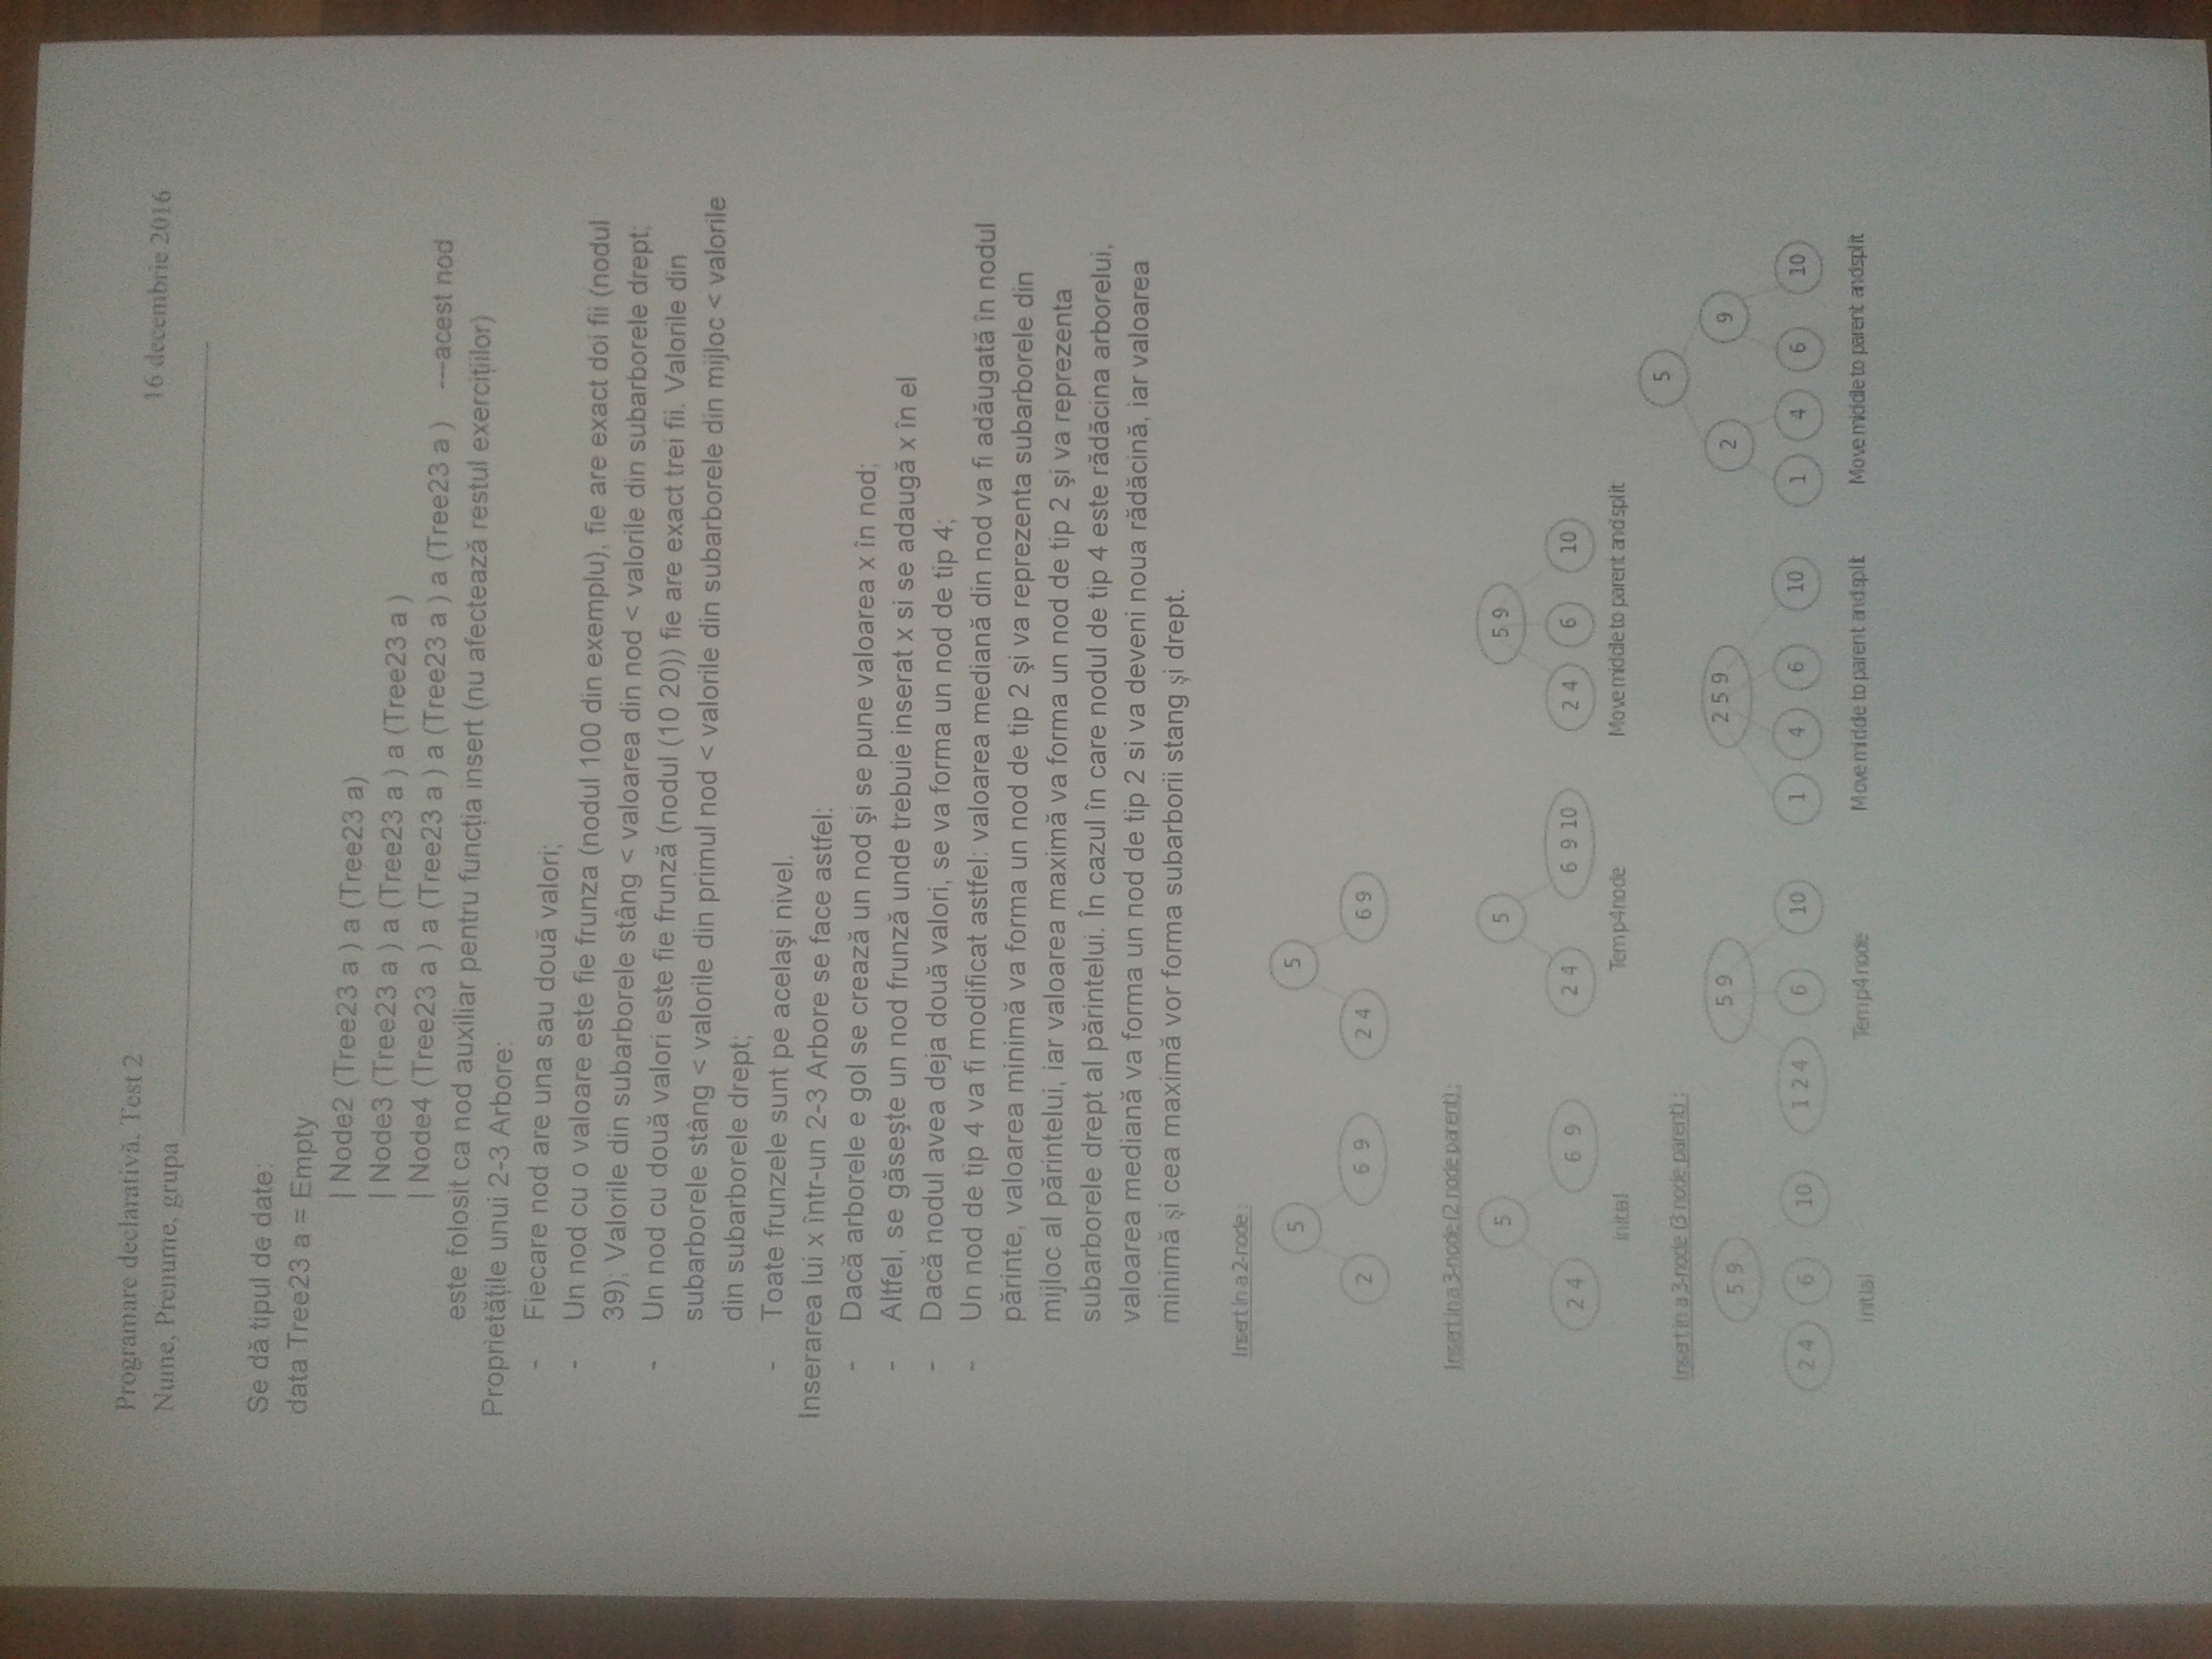 Programare declarativă, Test 2
16 decembrie 2016
Nume, Prenume, grupa
Se dă tipul de date:
data Tree23 a = Empty
| Node2 (Tree23 a ) a (Tree23 a)
| Node3 (Tree23 a ) a (Tree23 a ) a (Tree23 a )
| Node4 (Tree23 a ) a (Tree23 a ) a (Tree23 a ) a (Tree23 a ) ---acest nod
este folosit ca nod auxiliar pentru funcția insert (nu afectează restul exercițiilor)
Proprietățile unui 2-3 Arbore:
- Fiecare nod are una sau două valori;
- Un nod cu o valoare este fie frunza (nodul 100 din exemplu), fie are exact doi fii (nodul
39); Valorile din subarborele stâng < valoarea din nod < valorile din subarborele drept;
- Un nod cu două valori este fie frunză (nodul (10 20)) fie are exact trei fii. Valorile din
subarborele stâng < valorile din primul nod < valorile din subarborele din mijloc < valorile
din subarborele drept;
- Toate frunzele sunt pe același nivel.
Inserarea lui x într-un 2-3 Arbore se face astfel:
- Dacă arborele e gol se crează un nod şi se pune valoarea x în nod;
- Altfel, se găseşte un nod frunză unde trebuie inserat x si se adaugă x în el
- Dacă nodul avea deja două valori, se va forma un nod de tip 4;
- Un nod de tip 4 va fi modificat astfel: valoarea mediană din nod va fi adăugată în nodul
părinte, valoarea minimă va forma un nod de tip 2 şi va reprezenta subarborele din
mijloc al părintelui, iar valoarea maximă va forma un nod de tip 2 şi va reprezenta
subarborele drept al părintelui. În cazul în care nodul de tip 4 este rădăcina arborelui,
valoarea mediană va forma un nod de tip 2 si va deveni noua rădăcină, iar valoarea
minimă şi cea maximă vor forma subarborii stang şi drept.
Insert in a 2-node :
5 5
2 6 9 2 4 6 9
Insert in a 3-node (2 node parent) :
5 5 5 9
2 4 6 9 2 4 6 9 10 2 4 6 10
initial Temp 4 node Move middle to parent and split
Insert in a 3-node (3 node parent) :
5
5 9 5 9 2 5 9 2 9
2 4 6 10 1 2 4 6 10 1 4 6 10 1 4 6 10
initial Temp 4 node Move middle to parent and split Move middle to parent and split